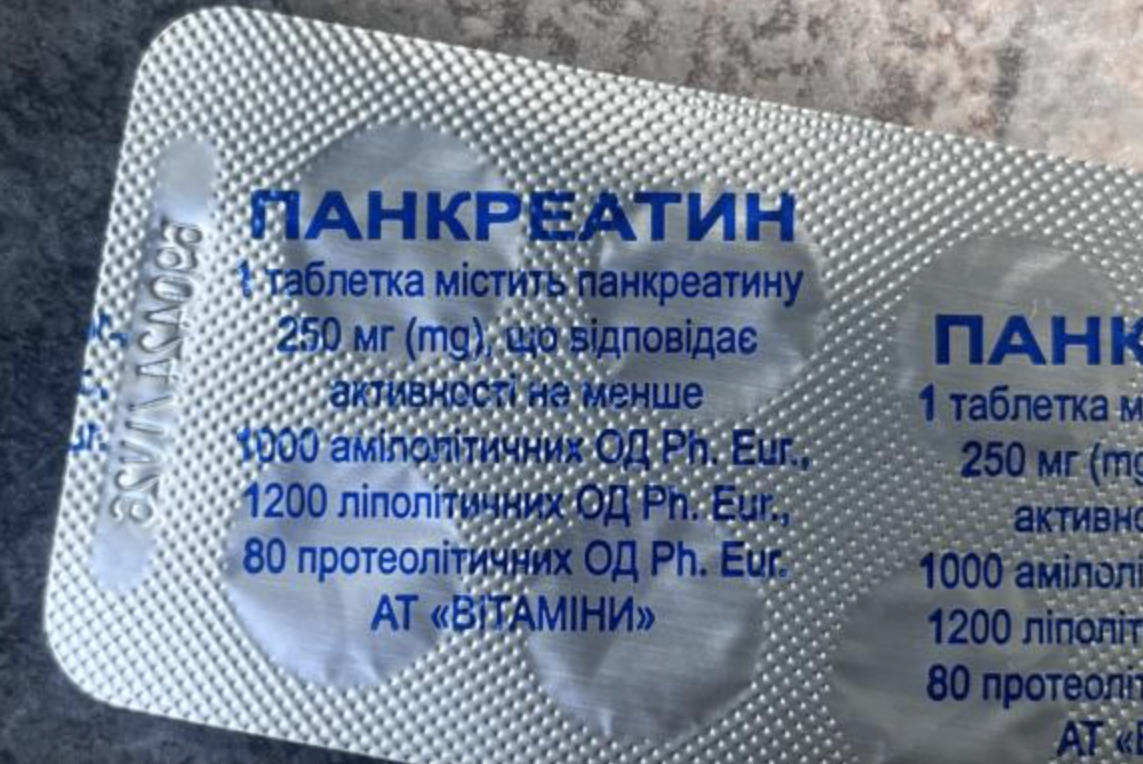 ПАНКРЕАТИН
1 таблетка містить панкреатину
250 мг (mg), що відповідає
активності не менше
1000 амілолітичних ОД Ph. Eur.,
1200 ліполітичних ОД Ph. Eur.,
80 протеолітичних ОД Ph. Eur.
АТ «ВІТАМІНИ»
ПАНК
1 таблетка м
250 мг (mg
активно
1000 амілолі
1200 ліполіт
80 протеолі
АТ «В